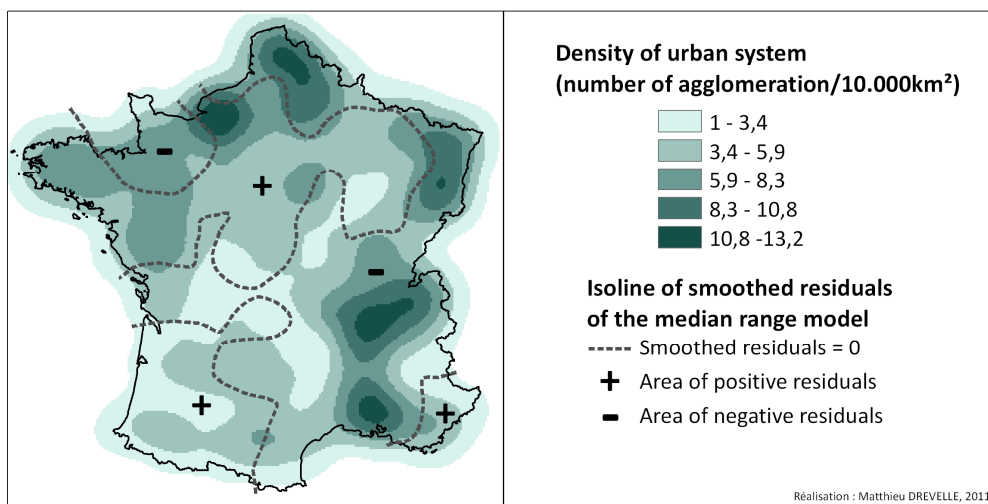 Density of urban system
(number of agglomeration/10.000km²)
1 - 3,4
3,4 - 5,9
5,9 - 8,3
8,3 - 10,8
10,8 -13,2
Isoline of smoothed residuals
of the median range model
Smoothed residuals = 0
+ Area of positive residuals
- Area of negative residuals
Réalisation : Matthieu DREVELLE, 2011